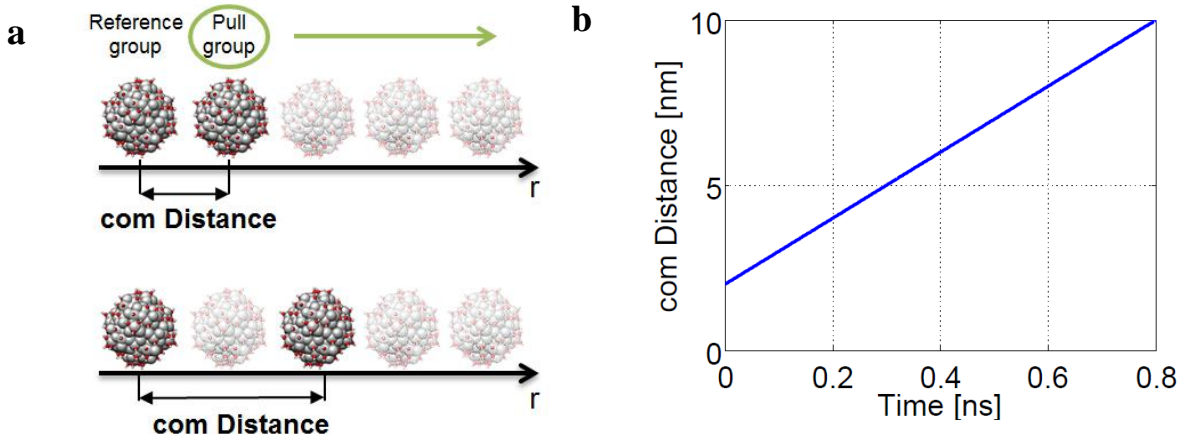 a
Reference
group
Pull
group
r
com Distance
r
com Distance
b
com Distance [nm]
10
5
0
0 0.2 0.4 0.6 0.8
Time [ns]